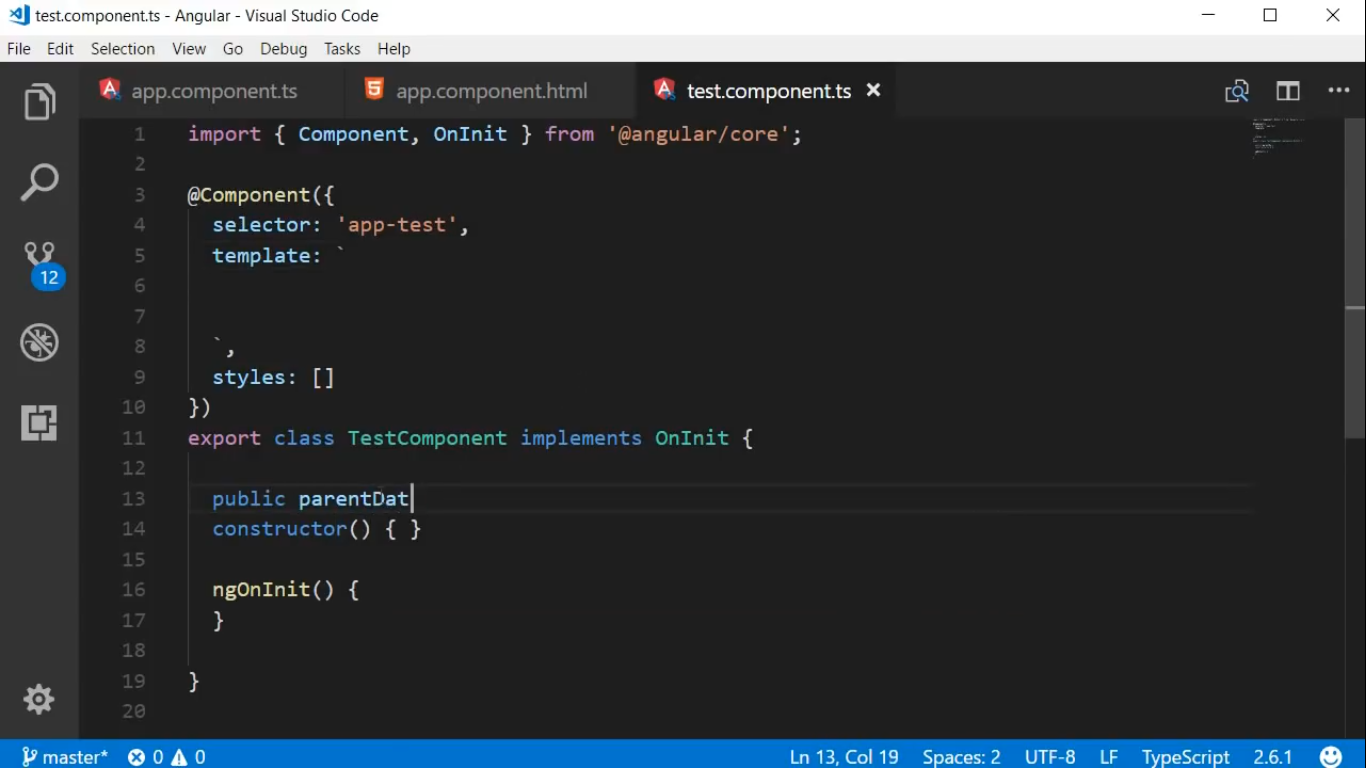 test.component.ts - Angular - Visual Studio Code
File Edit Selection View Go Debug Tasks Help
app.component.ts app.component.html test.component.ts
1 import { Component, OnInit } from '@angular/core';
2
3 @Component({
4 selector: 'app-test',
5 template: `
6
7
8 `,
9 styles: []
10 })
11 export class TestComponent implements OnInit {
12
13 public parentDat
14 constructor() { }
15
16 ngOnInit() {
17 }
18
19 }
20
12
master* 0 0 Ln 13, Col 19 Spaces: 2 UTF-8 LF TypeScript 2.6.1